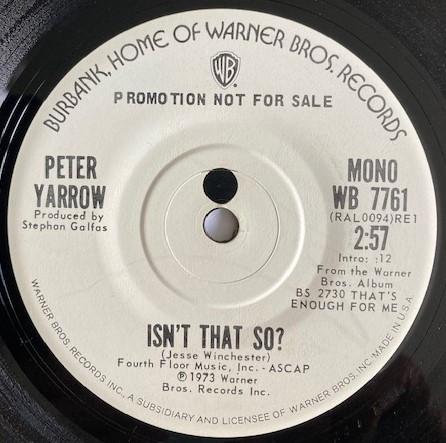 BURBANK, HOME OF WARNER BROS. RECORDS
WB
PROMOTION NOT FOR SALE
PETER
YARROW
Produced by
Stephan Galfas
MONO
WB 7761
(RAL0094)RE1
2:57
Intro: :12
From the Warner
Bros. Album
BS 2730 THAT'S
ENOUGH FOR ME
ISN'T THAT SO?
(Jesse Winchester)
Fourth Floor Music, Inc. - ASCAP
℗ 1973 Warner
Bros. Records Inc.
WARNER BROS. RECORDS INC., A SUBSIDIARY AND LICENSEE OF WARNER BROS. INC. · MADE IN U.S.A.